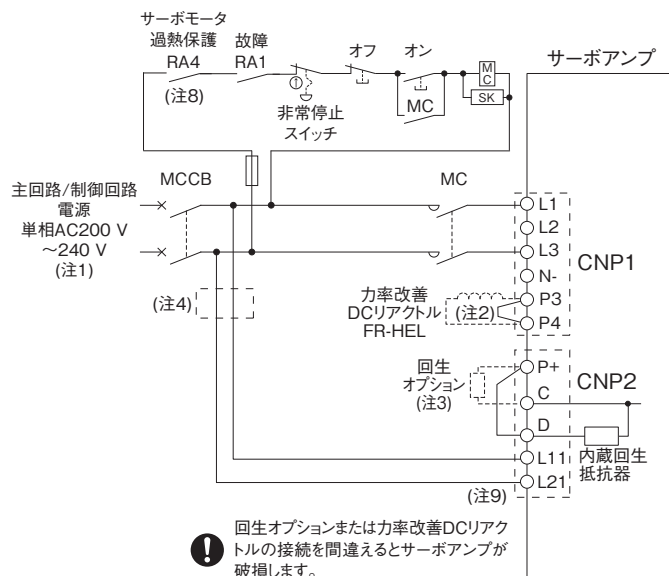 サーボモータ
過熱保護
RA4
(注8)
故障
RA1
非常停止
スイッチ
オフ
オン
MC
MC
SK
サーボアンプ
主回路/制御回路
電源
単相AC200 V
～240 V
(注1)
MCCB
MC
L1
L2
L3
N-
P3
P4
CNP1
(注4)
力率改善
DCリアクトル
FR-HEL
(注2)
回生
オプション
(注3)
P+
C
D
L11
L21
CNP2
内蔵回生
抵抗器
(注9)
回生オプションまたは力率改善DCリアク
トルの接続を間違えるとサーボアンプが
破損します。